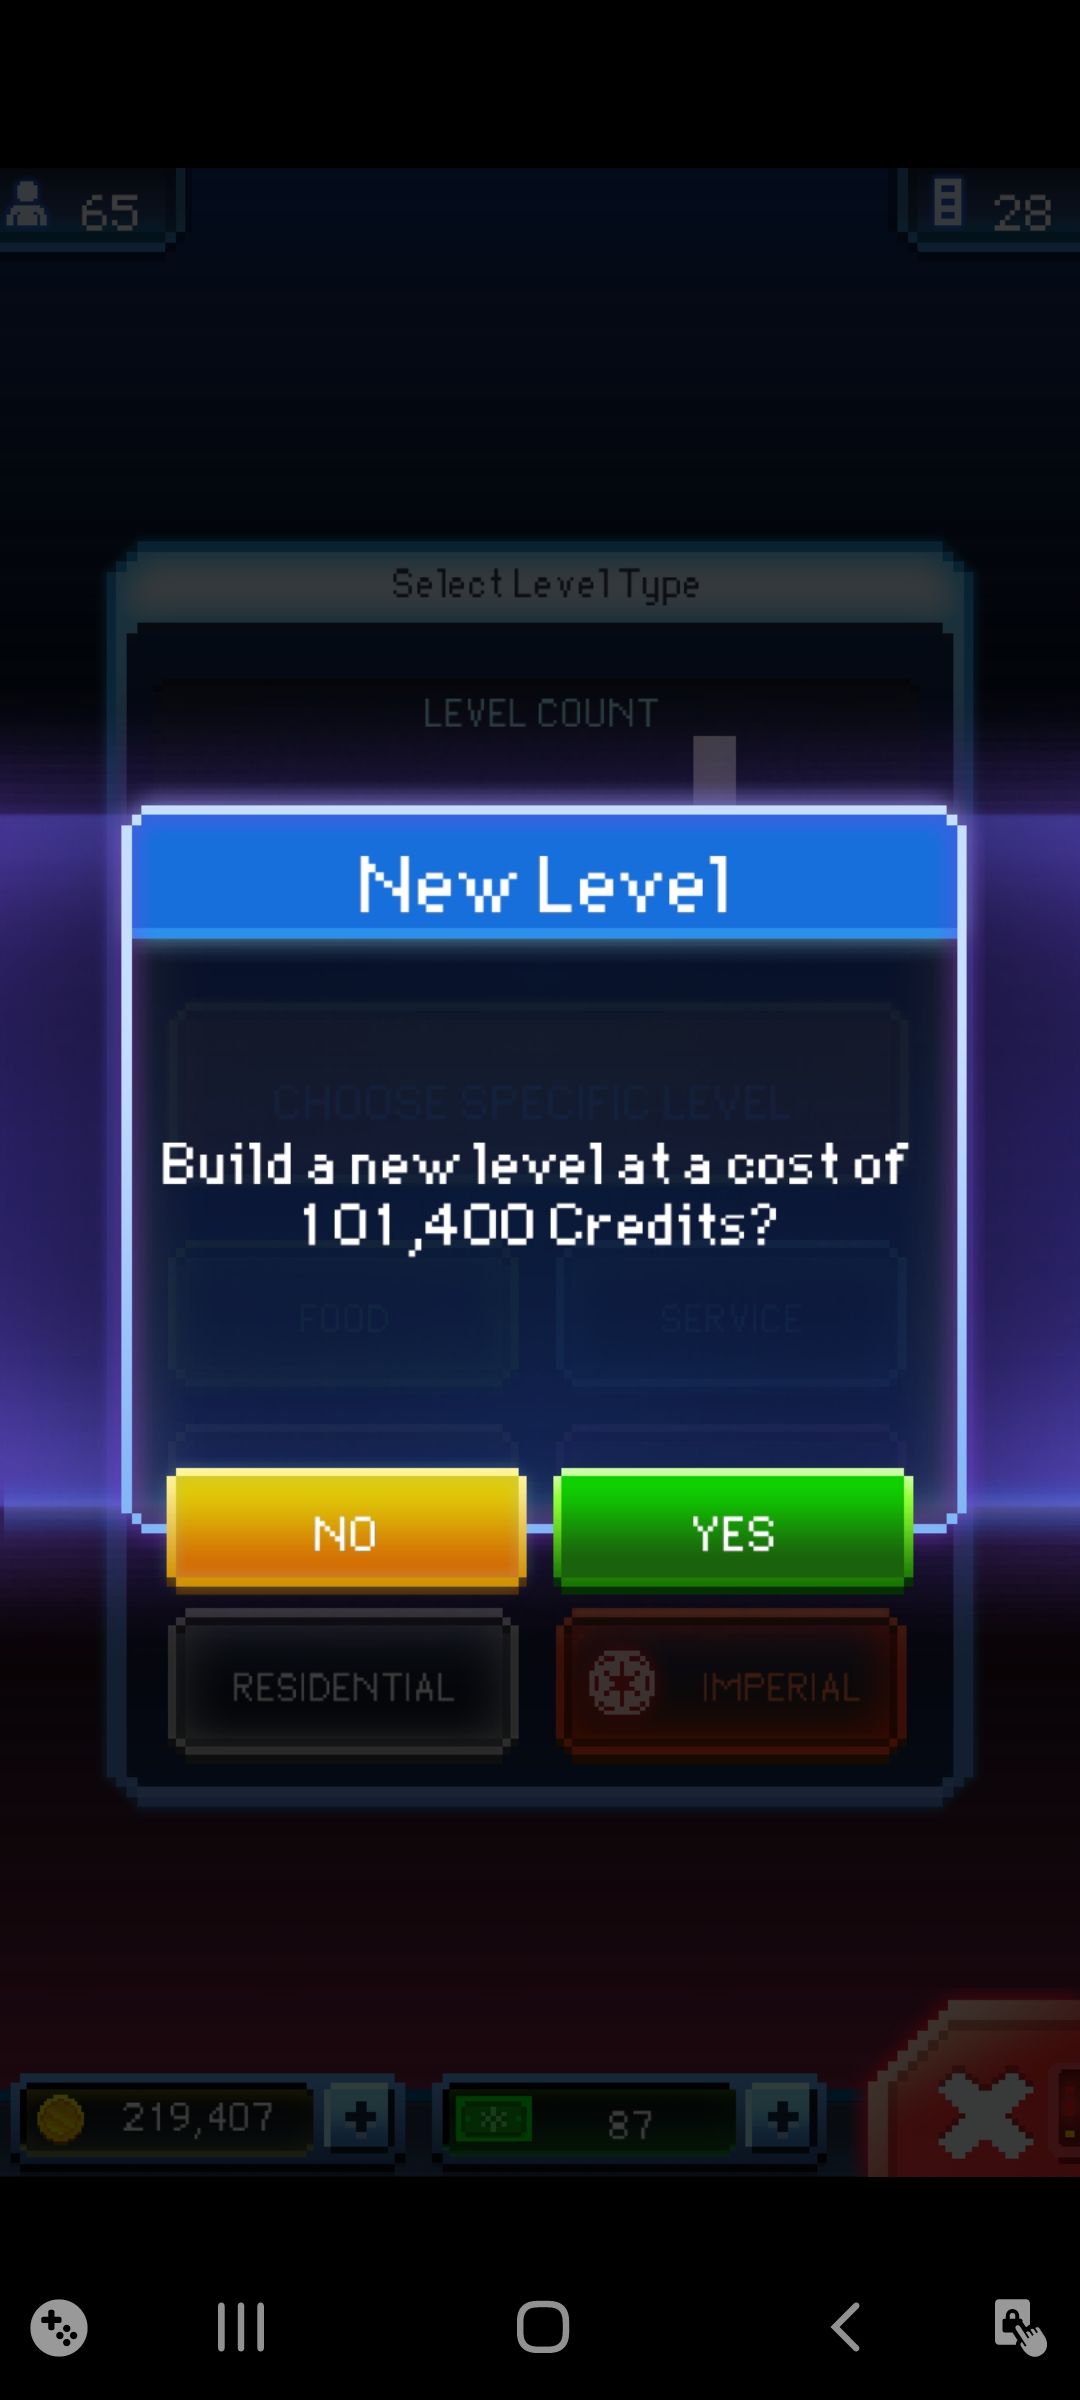 65
28
Select Level Type
LEVEL COUNT
New Level
CHOOSE SPECIFIC LEVEL
Build a new level at a cost of
101,400 Credits?
FOOD
SERVICE
NO
YES
RESIDENTIAL
IMPERIAL
219,407
87